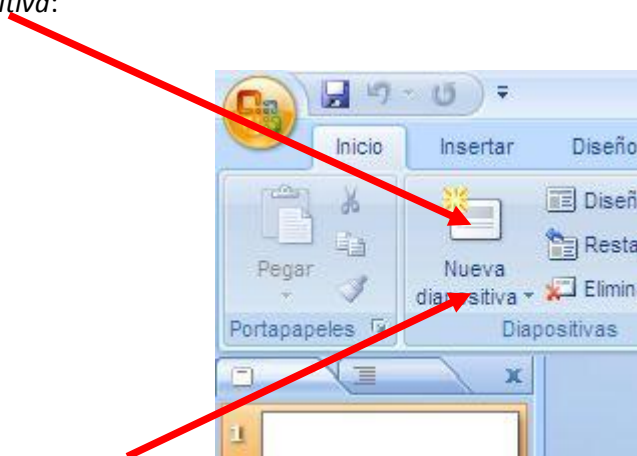 itiva:
Inicio Insertar Diseño
Diseñ
Pegar Nueva diapositiva Resta
Elimin
Portapapeles Diapositivas
1